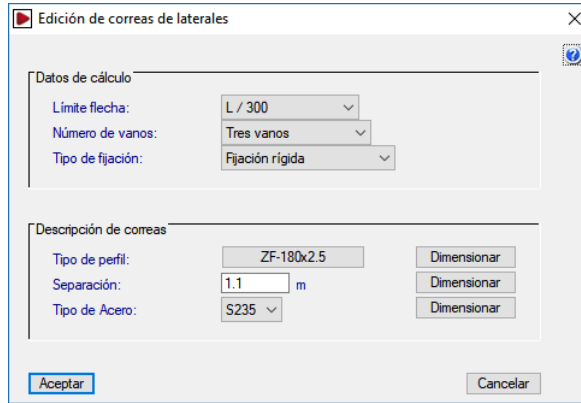 Edición de correas de laterales
Datos de cálculo
Límite flecha: L / 300
Número de vanos: Tres vanos
Tipo de fijación: Fijación rígida
Descripción de correas
Tipo de perfil: ZF-180x2.5 Dimensionar
Separación: 1.1 m Dimensionar
Tipo de Acero: S235 Dimensionar
Aceptar Cancelar